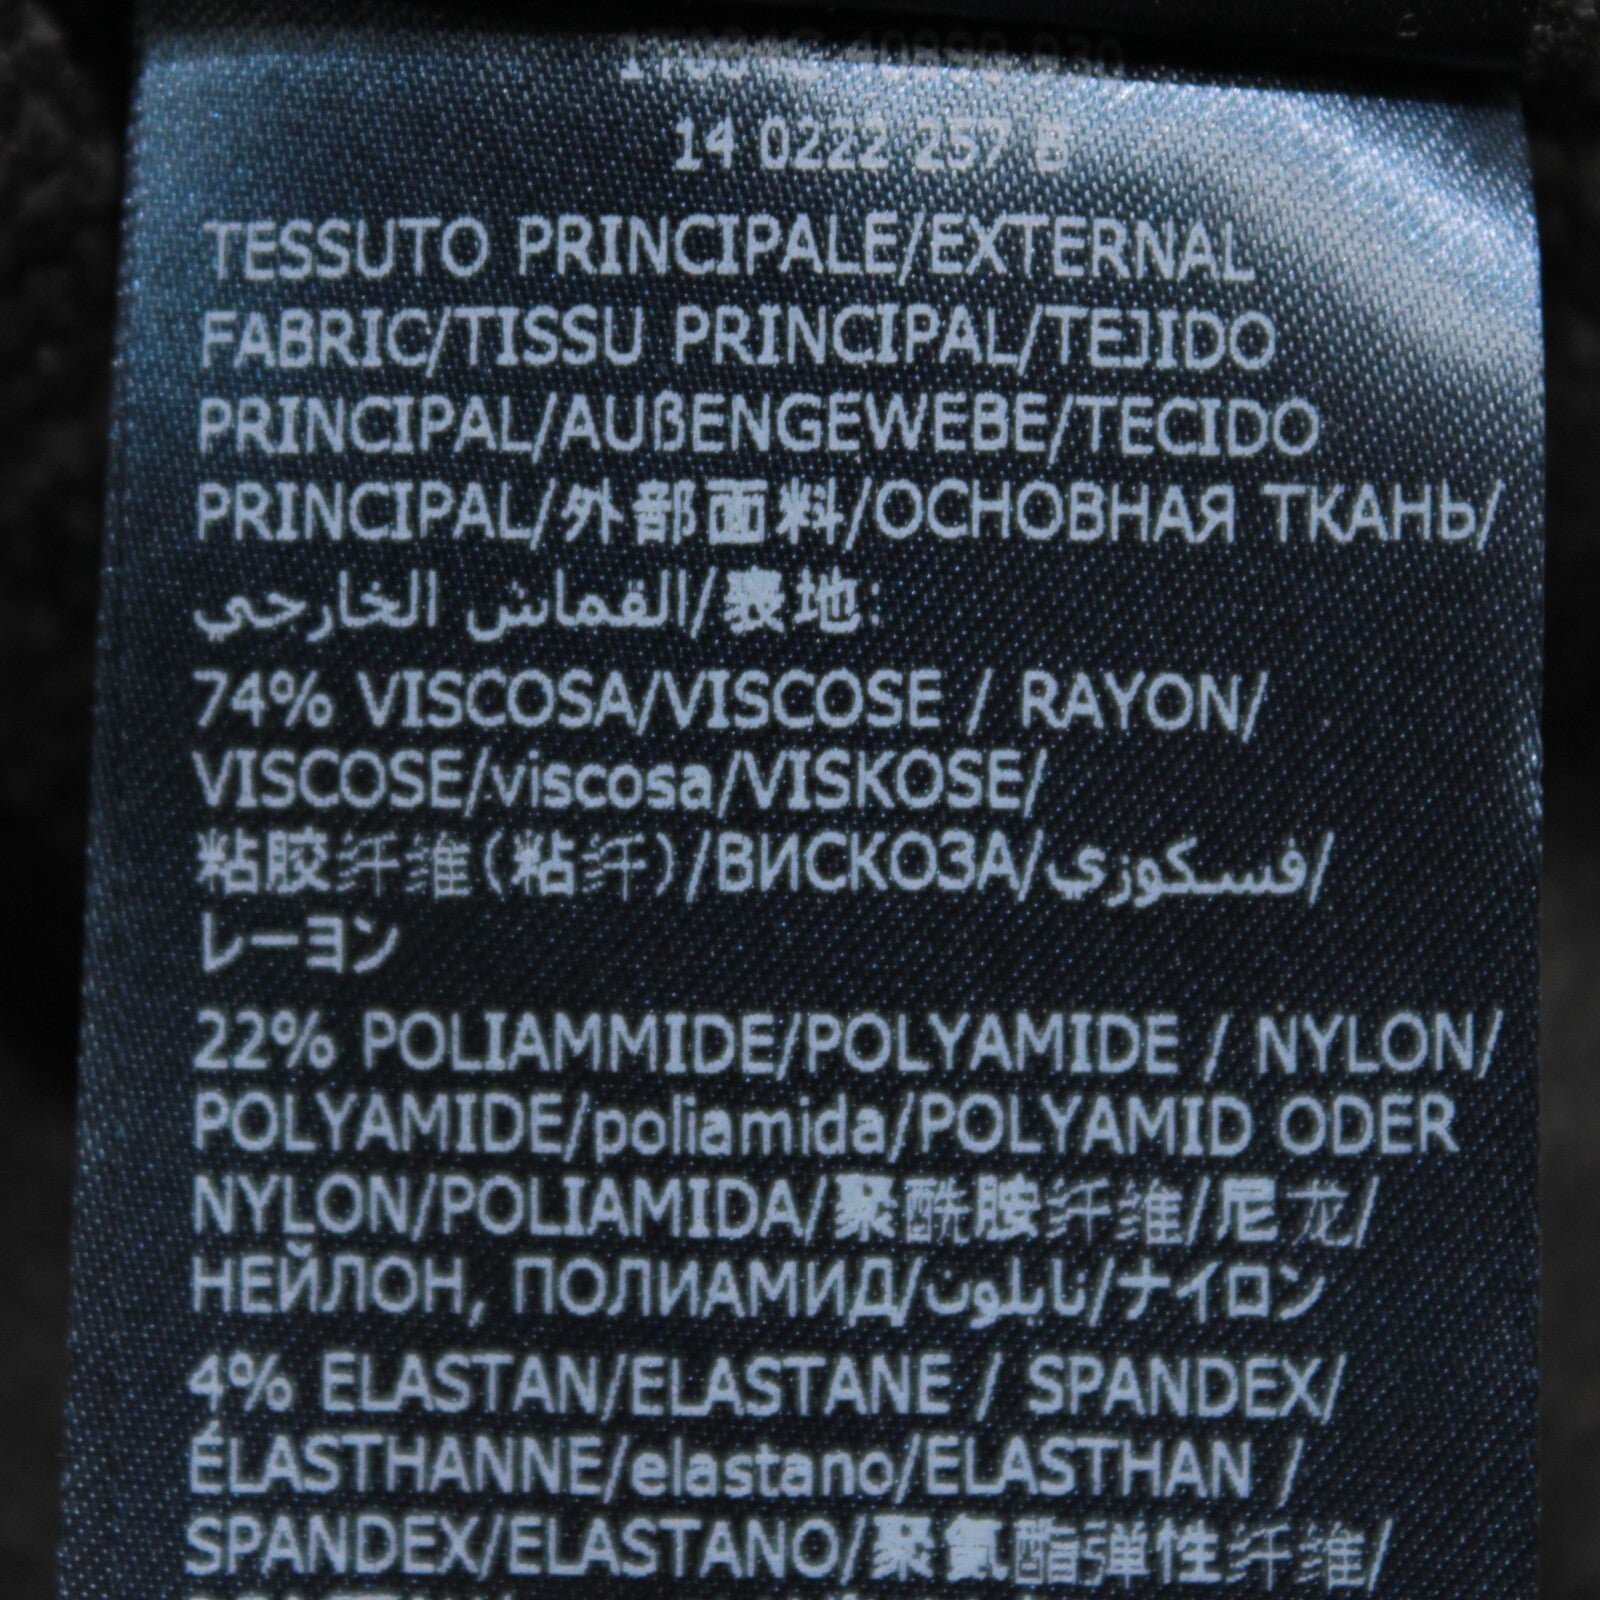 14 0222 257 B
TESSUTO PRINCIPALE/EXTERNAL
FABRIC/TISSU PRINCIPAL/TEJIDO
PRINCIPAL/AUßENGEWEBE/TECIDO
PRINCIPAL/外部面料/ОСНОВНАЯ ТКАНЬ/
القماش الخارجي/表地:
74% VISCOSA/VISCOSE / RAYON/
VISCOSE/viscosa/VISKOSE/
粘胶纤维(粘纤)/ВИСКОЗА/فسكوزي/
レーヨン
22% POLIAMMIDE/POLYAMIDE / NYLON/
POLYAMIDE/poliamida/POLYAMID ODER
NYLON/POLIAMIDA/聚酰胺纤维/尼龙/
НЕЙЛОН, ПОЛИАМИД/نايلون/ナイロン
4% ELASTAN/ELASTANE / SPANDEX/
ÉLASTHANNE/elastano/ELASTHAN /
SPANDEX/ELASTANO/聚氨酯弹性纤维/